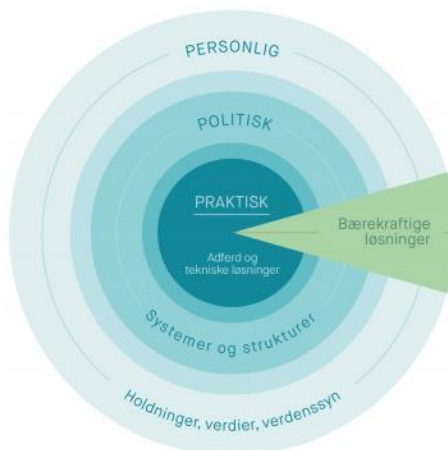 PERSONLIG
POLITISK
PRAKTISK
Adferd og
tekniske løsninger
Bærekraftige
løsninger
Systemer og strukturer
Holdninger, verdier, verdenssyn